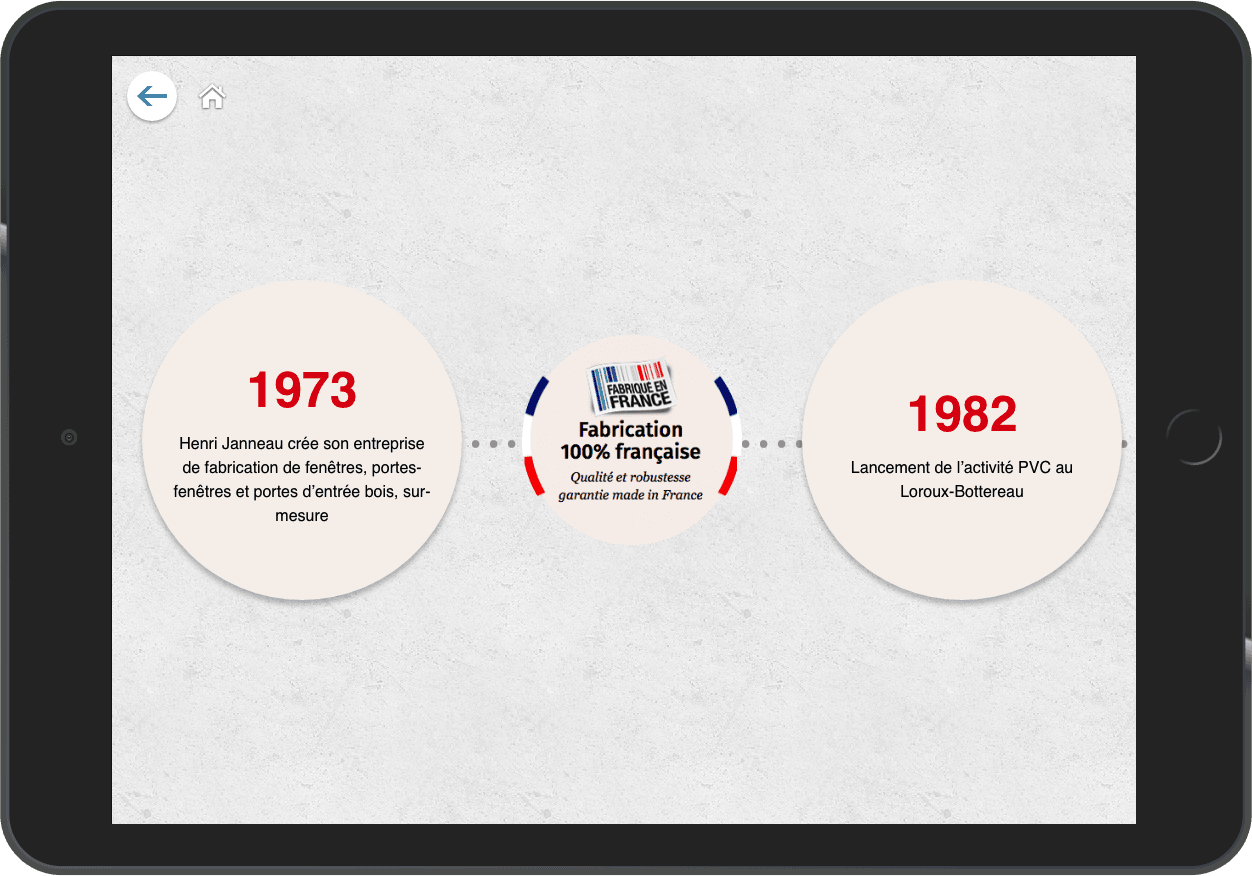 1973
Henri Janneau crée son entreprise
de fabrication de fenêtres, portes-
fenêtres et portes d’entrée bois, sur-
mesure
FABRIQUÉ EN
FRANCE
Fabrication
100% française
Qualité et robustesse
garantie made in France
1982
Lancement de l’activité PVC au
Loroux-Bottereau